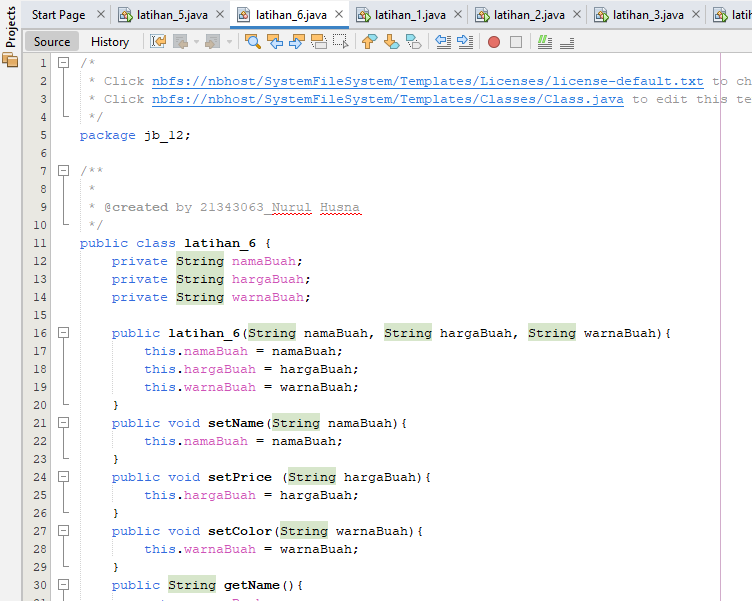 Projects
Start Page latihan_5.java latihan_6.java latihan_1.java latihan_2.java latihan_3.java lati
Source History
1 /*
2 * Click nbfs://nbhost/SystemFileSystem/Templates/Licenses/license-default.txt to ch
3 * Click nbfs://nbhost/SystemFileSystem/Templates/Classes/Class.java to edit this te
4 */
5 package jb_12;
6
7 /**
8 *
9 * @created by 21343063_Nurul Husna
10 */
11 public class latihan_6 {
12 private String namaBuah;
13 private String hargaBuah;
14 private String warnaBuah;
15
16 public latihan_6(String namaBuah, String hargaBuah, String warnaBuah){
17 this.namaBuah = namaBuah;
18 this.hargaBuah = hargaBuah;
19 this.warnaBuah = warnaBuah;
20 }
21 public void setName(String namaBuah){
22 this.namaBuah = namaBuah;
23 }
24 public void setPrice (String hargaBuah){
25 this.hargaBuah = hargaBuah;
26 }
27 public void setColor(String warnaBuah){
28 this.warnaBuah = warnaBuah;
29 }
30 public String getName(){